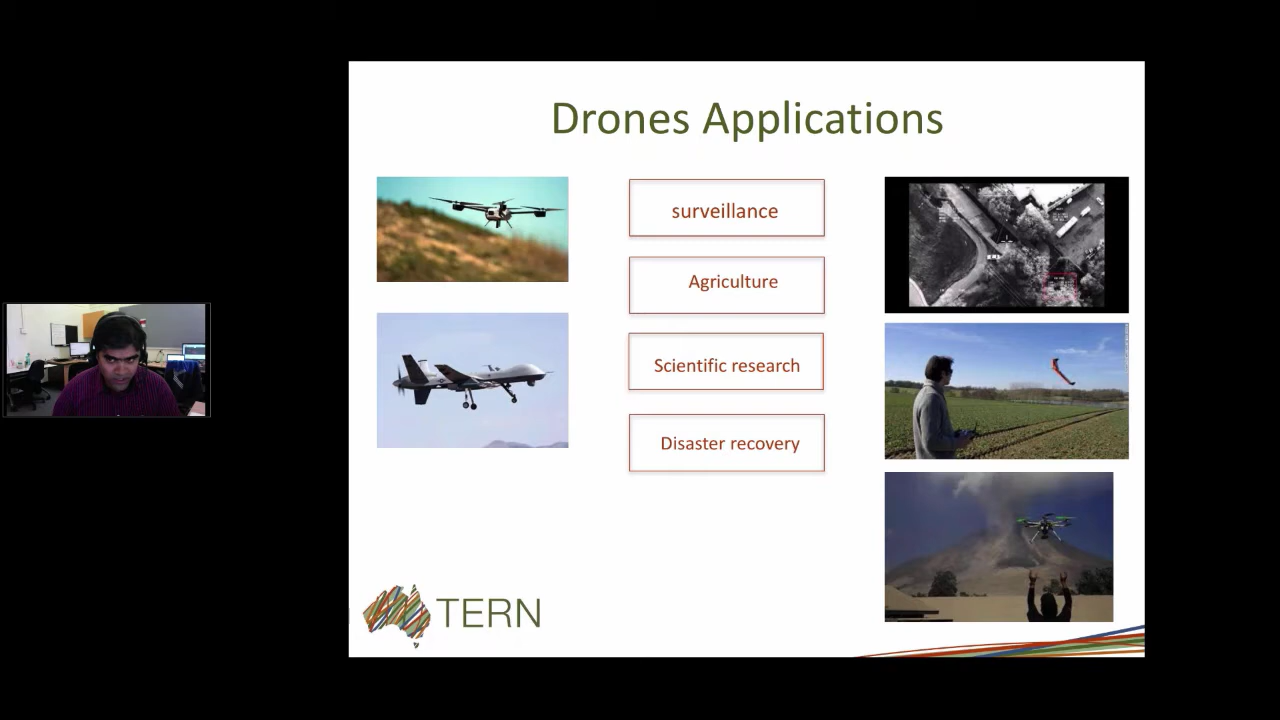 Drones Applications
surveillance
Agriculture
Scientific research
Disaster recovery
TERN